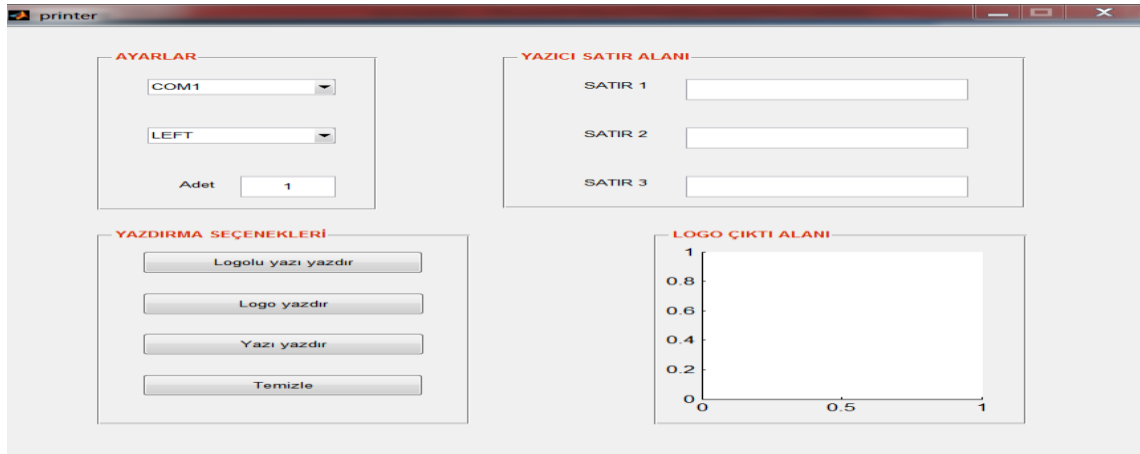 printer
AYARLAR
COM1
LEFT
Adet 1
YAZICI SATIR ALANI
SATIR 1
SATIR 2
SATIR 3
YAZDIRMA SEÇENEKLERİ
Logolu yazı yazdır
Logo yazdır
Yazı yazdır
Temizle
LOGO ÇIKTI ALANI
1
0.8
0.6
0.4
0.2
0
0 0.5 1